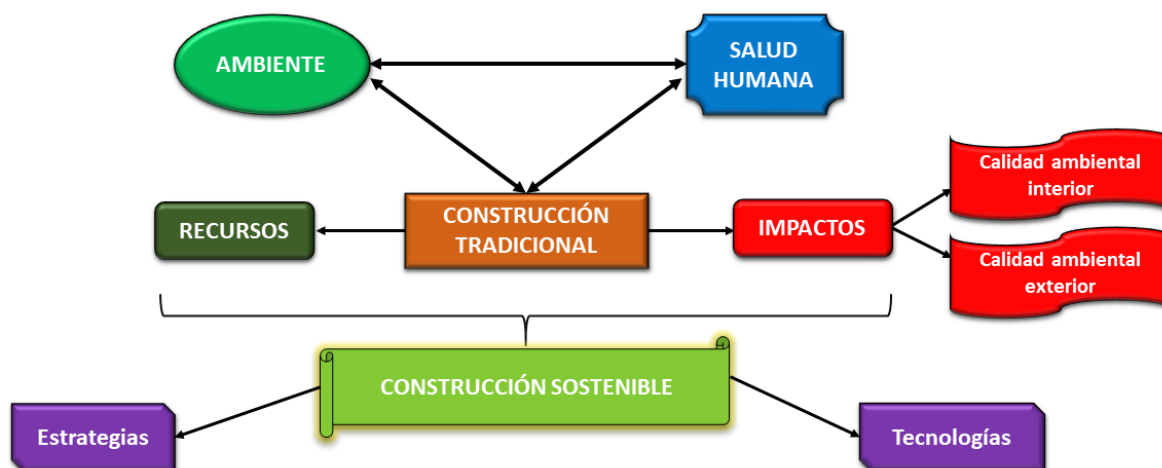 AMBIENTE
SALUD
HUMANA
Calidad ambiental
interior
RECURSOS
CONSTRUCCIÓN
TRADICIONAL
IMPACTOS
Calidad ambiental
exterior
CONSTRUCCIÓN SOSTENIBLE
Estrategias
Tecnologías